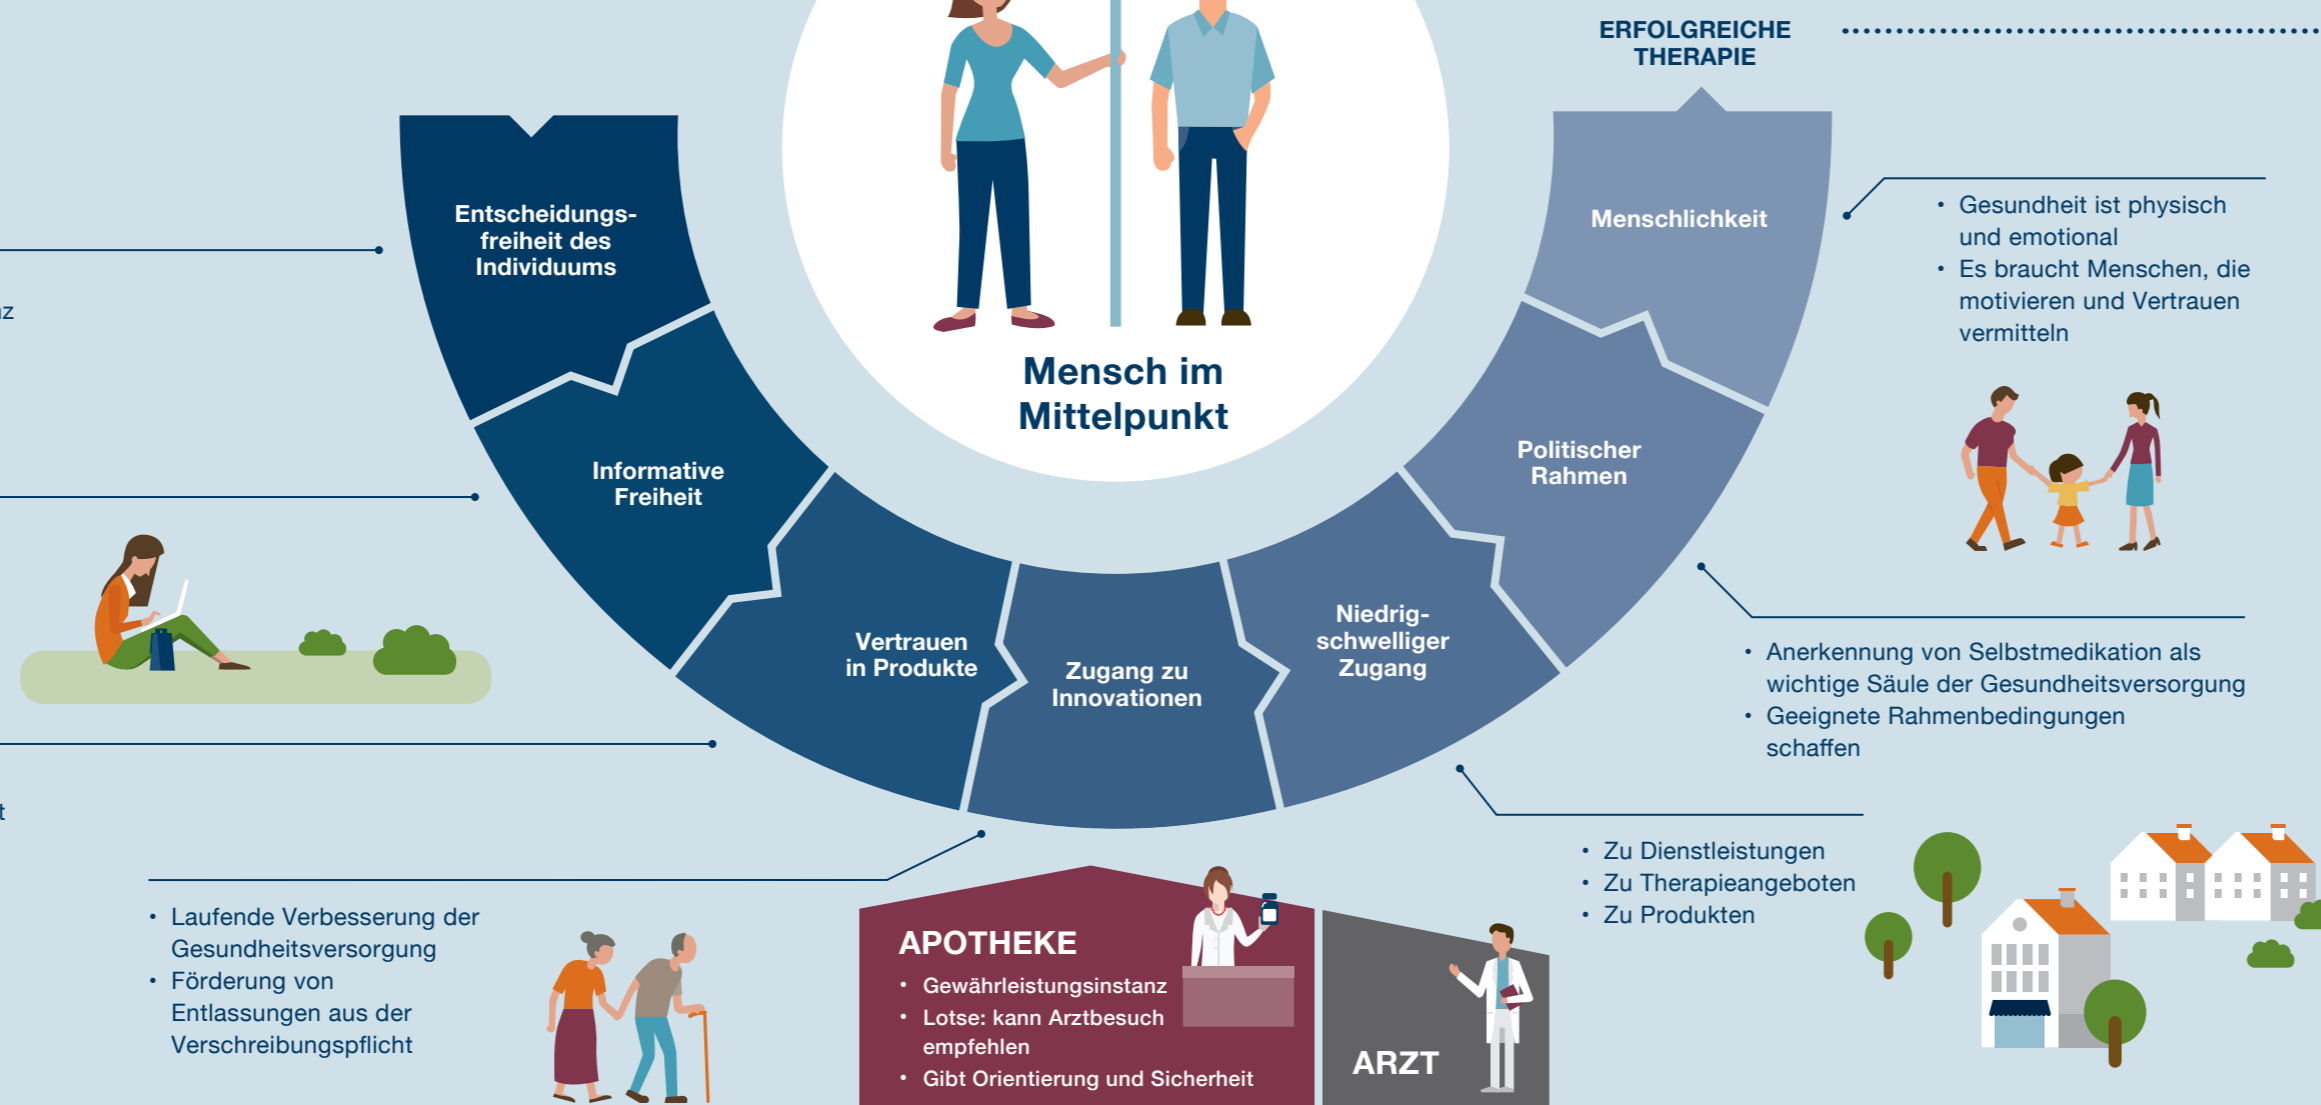 ERFOLGREICHE
THERAPIE
Entscheidungs-
freiheit des
Individuums
Informative
Freiheit
Vertrauen
in Produkte
Zugang zu
Innovationen
Niedrig-
schwelliger
Zugang
Politischer
Rahmen
Menschlichkeit
Mensch im
Mittelpunkt
• Gesundheit ist physisch
und emotional
• Es braucht Menschen, die
motivieren und Vertrauen
vermitteln
• Anerkennung von Selbstmedikation als
wichtige Säule der Gesundheitsversorgung
• Geeignete Rahmenbedingungen
schaffen
• Zu Dienstleistungen
• Zu Therapieangeboten
• Zu Produkten
• Laufende Verbesserung der
Gesundheitsversorgung
• Förderung von
Entlassungen aus der
Verschreibungspflicht
APOTHEKE
• Gewährleistungsinstanz
• Lotse: kann Arztbesuch
empfehlen
• Gibt Orientierung und Sicherheit
ARZT